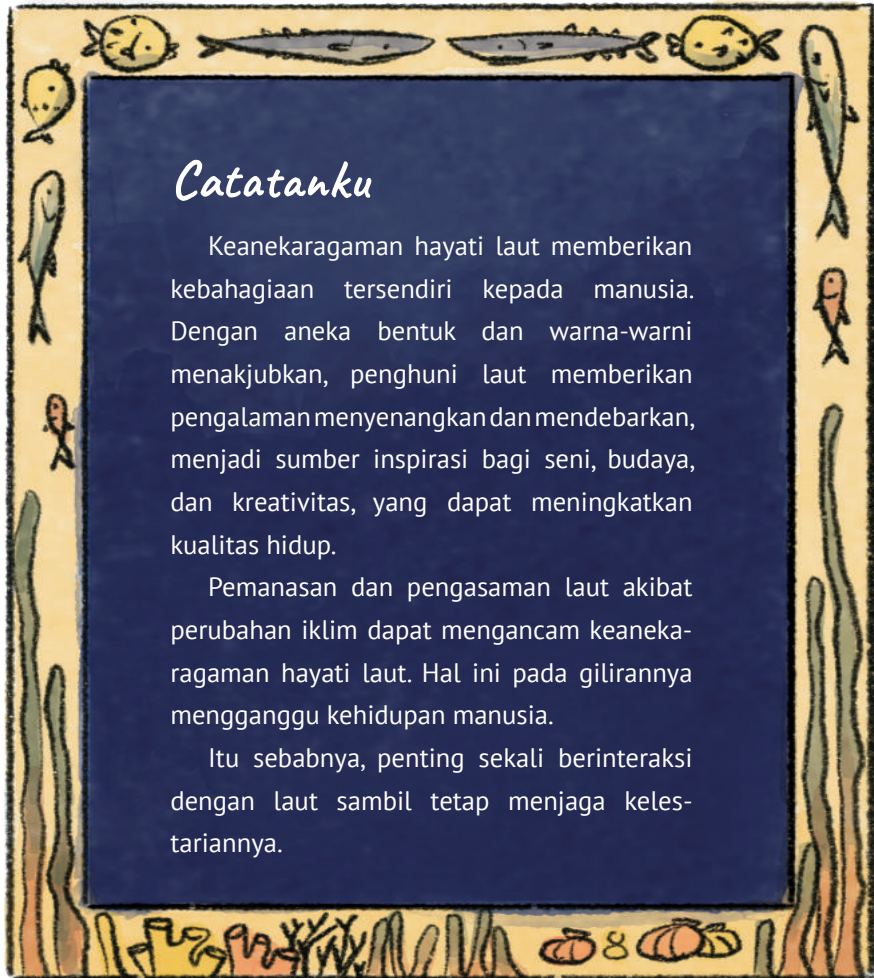 Catatanku
Keanekaragaman hayati laut memberikan
kebahagiaan tersendiri kepada manusia.
Dengan aneka bentuk dan warna-warni
menakjubkan, penghuni laut memberikan
pengalaman menyenangkan dan mendebarkan,
menjadi sumber inspirasi bagi seni, budaya,
dan kreativitas, yang dapat meningkatkan
kualitas hidup.
Pemanasan dan pengasaman laut akibat
perubahan iklim dapat mengancam keaneka-
ragaman hayati laut. Hal ini pada gilirannya
mengganggu kehidupan manusia.
Itu sebabnya, penting sekali berinteraksi
dengan laut sambil tetap menjaga keles-
tariannya.
8